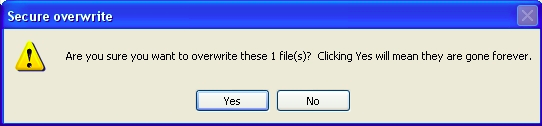 Secure overwrite
Are you sure you want to overwrite these 1 file(s)?  Clicking Yes will mean they are gone forever.
Yes
No